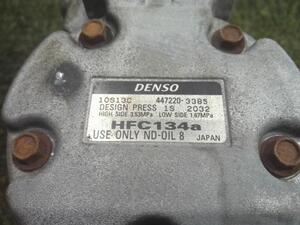 DENSO
10S13C 447220-3385
DESIGN PRESS 1S 2032
HIGH SIDE 3.53MPa LOW SIDE 1.67MPa
HFC134a
USE ONLY ND-OIL 8 JAPAN